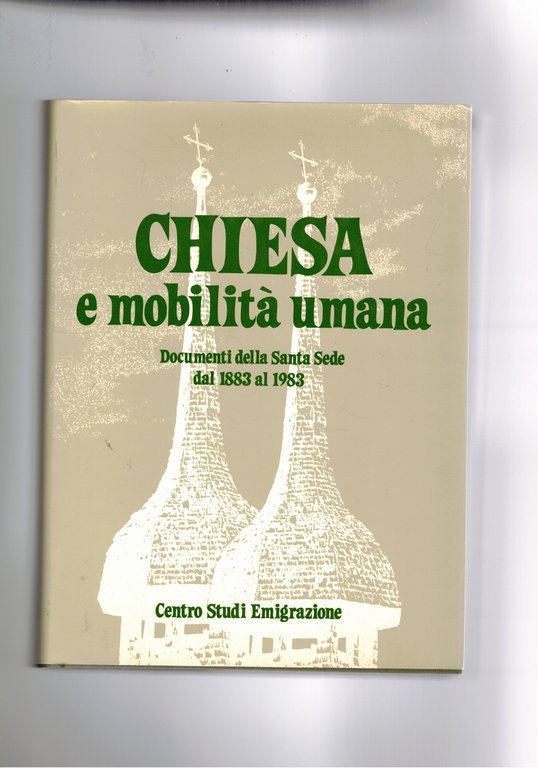 CHIESA
e mobilità umana
Documenti della Santa Sede
dal 1883 al 1983
Centro Studi Emigrazione